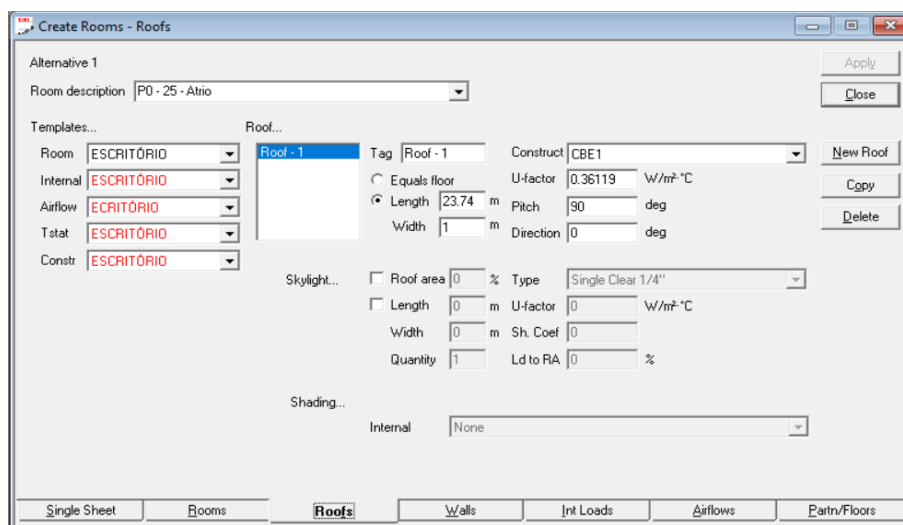 Create Rooms - Roofs
Alternative 1
Apply
Room description P0 - 25 - Atrio
Close
Templates... Roof...
Room ESCRITÓRIO Roof - 1 Tag Roof - 1 Construct CBE1 New Roof
Internal ESCRITÓRIO Equals floor U-factor 0.36119 W/m²·°C Copy
Airflow ECRITÓRIO Length 23.74 m Pitch 90 deg
Tstat ESCRITÓRIO Width 1 m Direction 0 deg Delete
Constr ESCRITÓRIO
Skylight... Roof area 0 % Type Single Clear 1/4"
Length 0 m U-factor 0 W/m²·°C
Width 0 m Sh. Coef 0
Quantity 1 Ld to RA 0 %
Shading...
Internal None
Single Sheet Rooms Roofs Walls Int Loads Airflows Partn/Floors